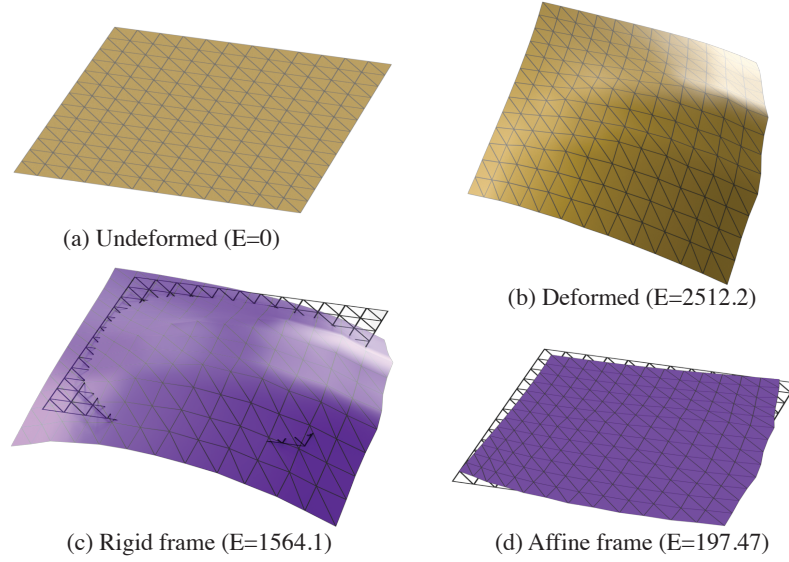 (a) Undeformed (E=0)
(b) Deformed (E=2512.2)
(c) Rigid frame (E=1564.1)
(d) Affine frame (E=197.47)